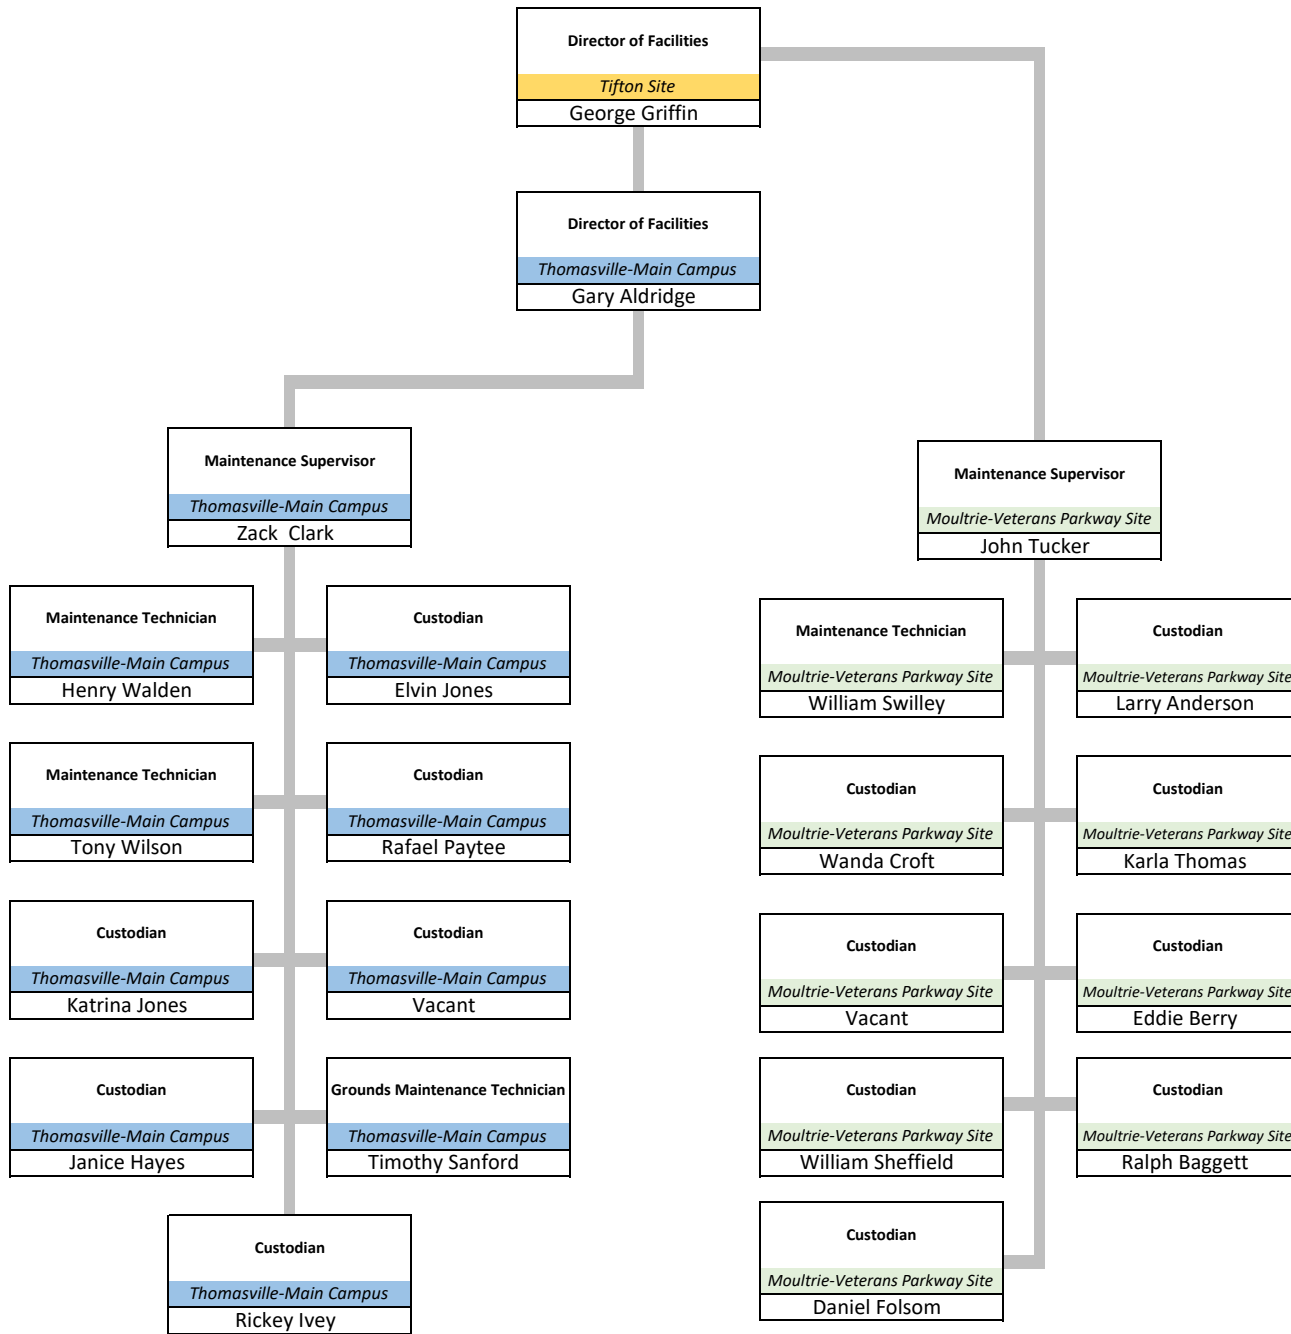 Director of Facilities
Tifton Site
George Griffin
Director of Facilities
Thomasville-Main Campus
Gary Aldridge
Maintenance Supervisor
Thomasville-Main Campus
Zack  Clark
Maintenance Technician
Thomasville-Main Campus
Henry Walden
Custodian
Thomasville-Main Campus
Elvin Jones
Maintenance Technician
Thomasville-Main Campus
Tony Wilson
Custodian
Thomasville-Main Campus
Rafael Paytee
Custodian
Thomasville-Main Campus
Katrina Jones
Custodian
Thomasville-Main Campus
Vacant
Custodian
Thomasville-Main Campus
Janice Hayes
Grounds Maintenance Technician
Thomasville-Main Campus
Timothy Sanford
Custodian
Thomasville-Main Campus
Rickey Ivey
Maintenance Supervisor
Moultrie-Veterans Parkway Site
John Tucker
Maintenance Technician
Moultrie-Veterans Parkway Site
William Swilley
Custodian
Moultrie-Veterans Parkway Site
Larry Anderson
Custodian
Moultrie-Veterans Parkway Site
Wanda Croft
Custodian
Moultrie-Veterans Parkway Site
Karla Thomas
Custodian
Moultrie-Veterans Parkway Site
Vacant
Custodian
Moultrie-Veterans Parkway Site
Eddie Berry
Custodian
Moultrie-Veterans Parkway Site
William Sheffield
Custodian
Moultrie-Veterans Parkway Site
Ralph Baggett
Custodian
Moultrie-Veterans Parkway Site
Daniel Folsom